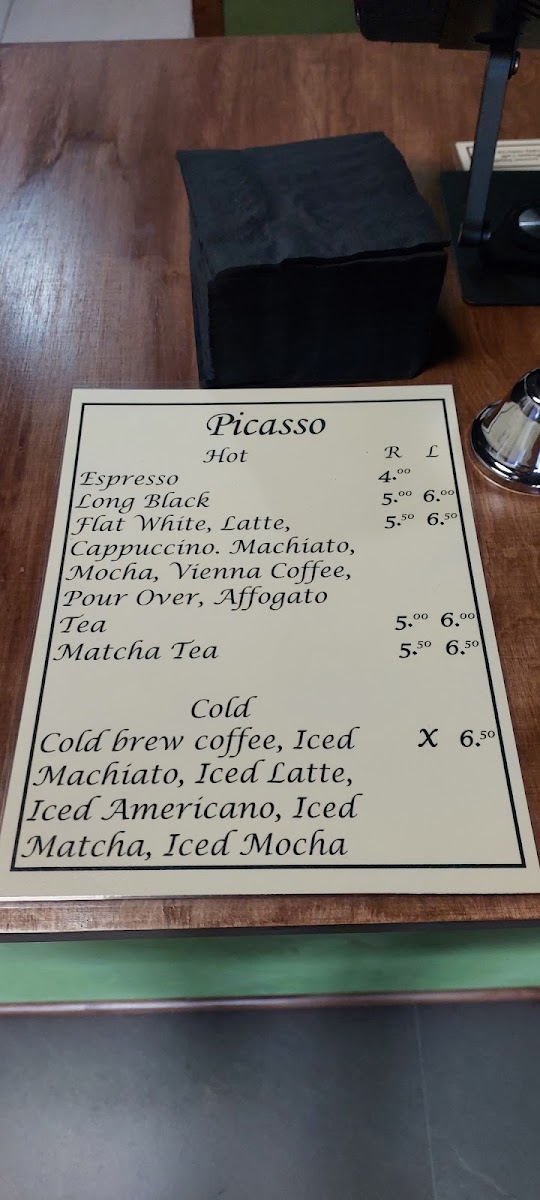 Picasso
Hot R L
Espresso 4.00
Long Black 5.00 6.00
Flat White, Latte, 5.50 6.50
Cappuccino. Machiato,
Mocha, Vienna Coffee,
Pour Over, Affogato
Tea 5.00 6.00
Matcha Tea 5.50 6.50
Cold
Cold brew coffee, Iced X 6.50
Machiato, Iced Latte,
Iced Americano, Iced
Matcha, Iced Mocha